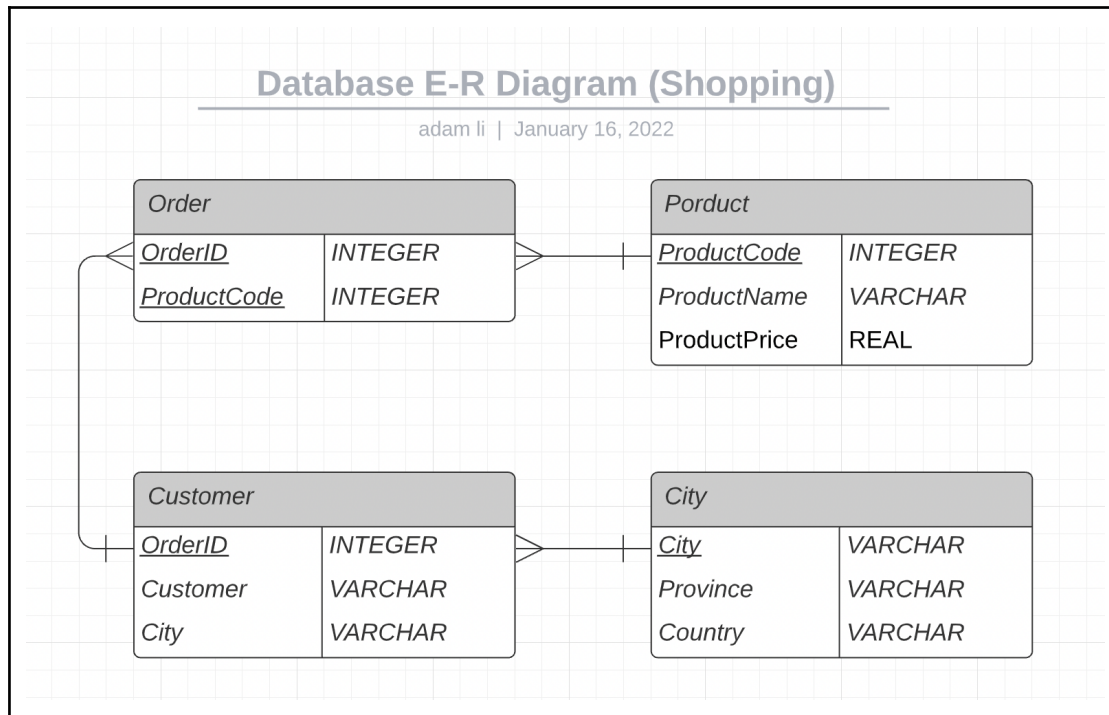 Database E-R Diagram (Shopping)
adam li | January 16, 2022
Order
OrderID INTEGER
ProductCode INTEGER
Porduct
ProductCode INTEGER
ProductName VARCHAR
ProductPrice REAL
Customer
OrderID INTEGER
Customer VARCHAR
City VARCHAR
City
City VARCHAR
Province VARCHAR
Country VARCHAR